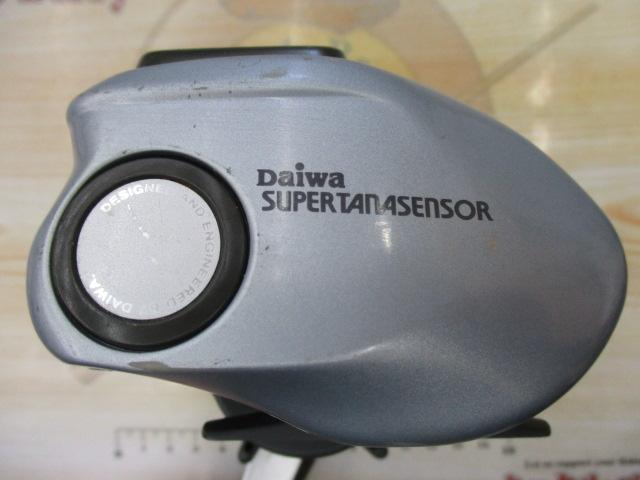 Daiwa
SUPERTANASENSOR
DESIGNED AND ENGINEERED BY DAIWA.